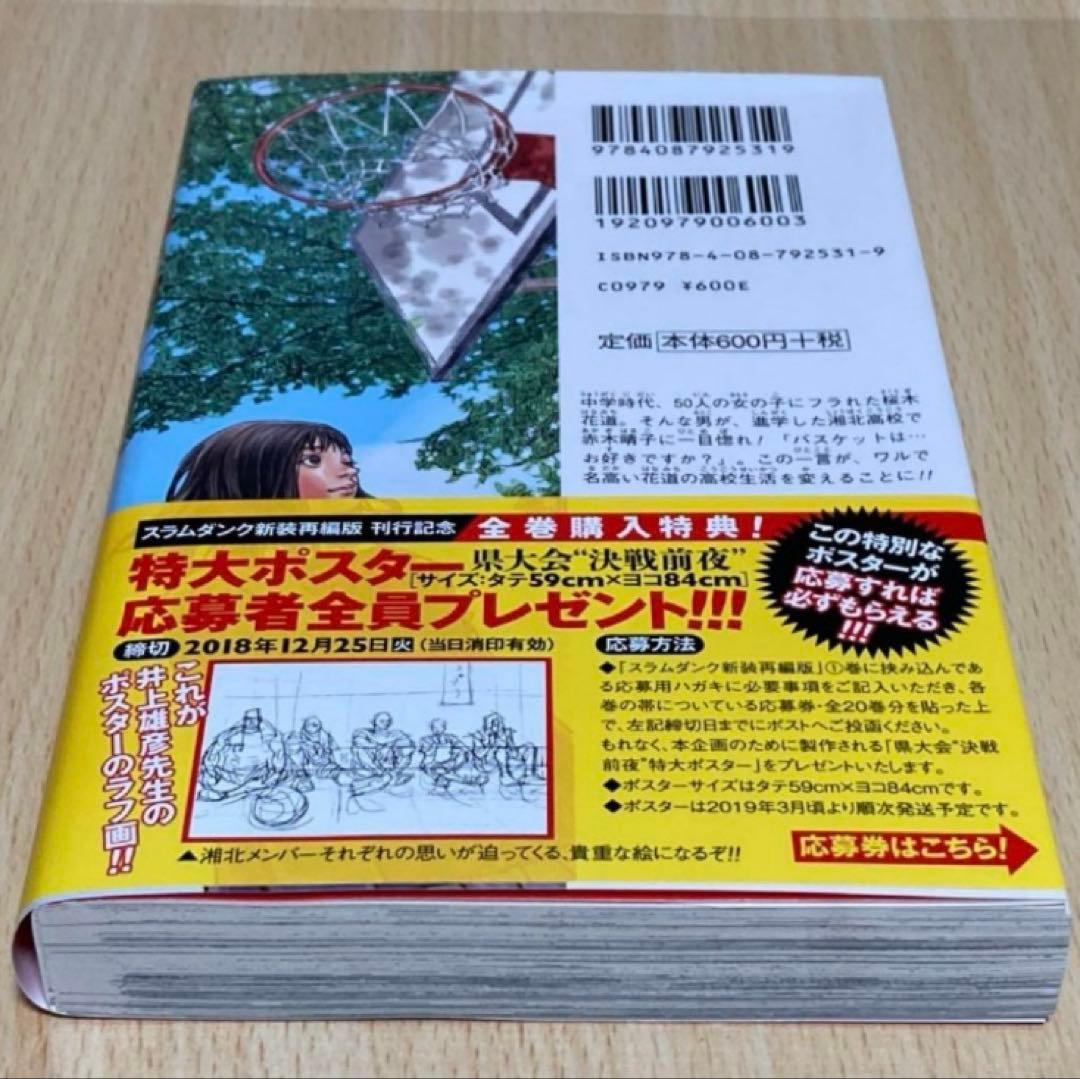 9784087925319
1920979006003
ISBN978-4-08-792531-9
C0979 ¥600E
定価 本体600円+税
中学時代、50人の女の子にフラれた桜木
花道。そんな男が、進学した湘北高校で
赤木晴子に一目惚れ!「バスケットは…
お好きですか?」。この一言が、ワルで
名高い花道の高校生活を変えることに!!
スラムダンク新装再編版 刊行記念 全巻購入特典!
特大ポスター 県大会“決戦前夜”
[サイズ:タテ59cm×ヨコ84cm]
応募者全員プレゼント!!!
この特別な
ポスターが
応募すれば
必ずもらえる
!!!
締切 2018年12月25日火(当日消印有効)
これが
井上雄彦先生の
ポスターのラフ画!!
▲湘北メンバーそれぞれの思いが迫ってくる、貴重な絵になるぞ!!
応募方法
◆「スラムダンク新装再編版」①巻に挟み込んであ
る応募用ハガキに必要事項をご記入いただき、各
巻の帯についている応募券・全20巻分を貼った上
で、左記締切日までにポストへご投函ください。
もれなく、本企画のために製作される「県大会“決戦
前夜”特大ポスター」をプレゼントいたします。
◆ポスターサイズはタテ59cm×ヨコ84cmです。
◆ポスターは2019年3月頃より順次発送予定です。
応募券はこちら!